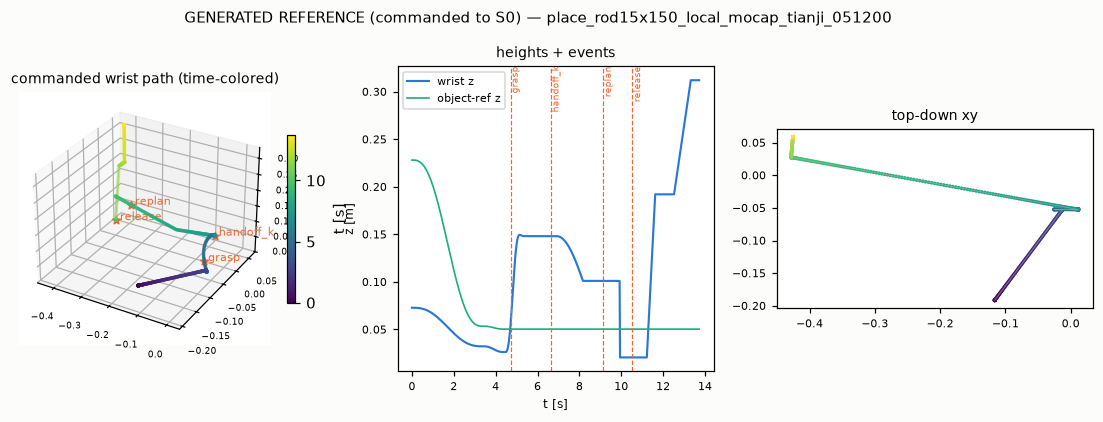 GENERATED REFERENCE (commanded to S0) — place_rod15x150_local_mocap_tianji_051200
commanded wrist path (time-colored)
replan
release
handoff_k
grasp
−0.4
−0.3
−0.2
−0.1
0.0
−0.20
−0.15
−0.10
−0.05
0.00
0.05
10
5
0
t [s]
heights + events
wrist z
object-ref z
grasp
handoff_k
replan
release
0.30
0.25
0.20
0.15
0.10
0.05
z [m]
0
2
4
6
8
10
12
14
t [s]
top-down xy
0.05
0.00
−0.05
−0.10
−0.15
−0.20
−0.4
−0.3
−0.2
−0.1
0.0